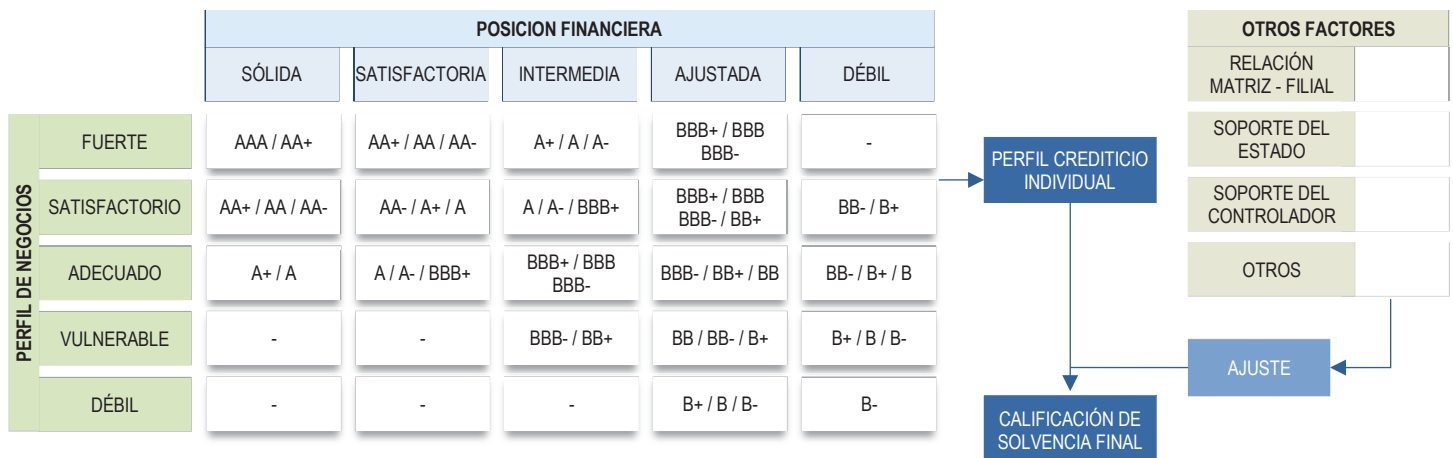 POSICION FINANCIERA
SÓLIDA
SATISFACTORIA
INTERMEDIA
AJUSTADA
DÉBIL
PERFIL DE NEGOCIOS
FUERTE
AAA / AA+
AA+ / AA / AA-
A+ / A / A-
BBB+ / BBB
BBB-
-
SATISFACTORIO
AA+ / AA / AA-
AA- / A+ / A
A / A- / BBB+
BBB+ / BBB
BBB- / BB+
BB- / B+
ADECUADO
A+ / A
A / A- / BBB+
BBB+ / BBB
BBB-
BBB- / BB+ / BB
BB- / B+ / B
VULNERABLE
-
-
BBB- / BB+
BB / BB- / B+
B+ / B / B-
DÉBIL
-
-
-
B+ / B / B-
B-
PERFIL CREDITICIO
INDIVIDUAL
CALIFICACIÓN DE
SOLVENCIA FINAL
OTROS FACTORES
RELACIÓN
MATRIZ - FILIAL
SOPORTE DEL
ESTADO
SOPORTE DEL
CONTROLADOR
OTROS
AJUSTE